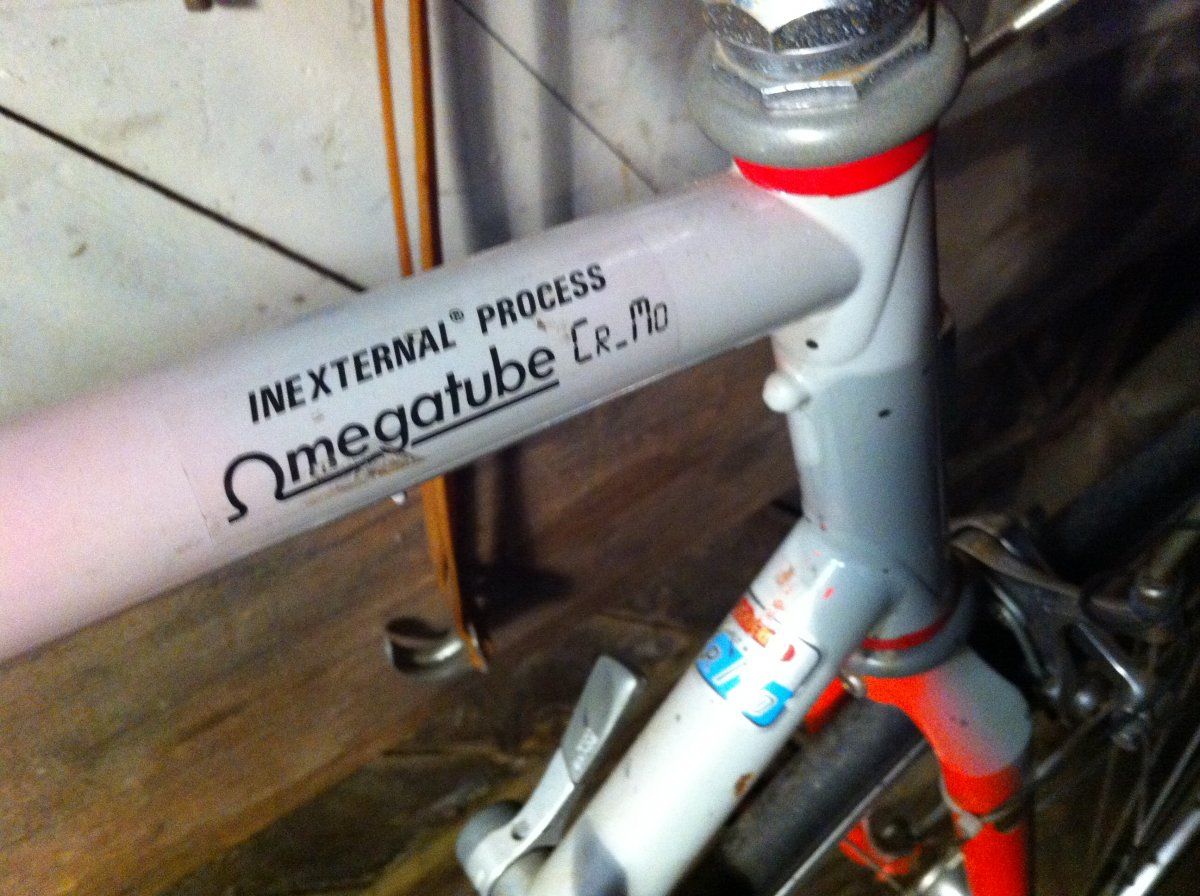 INEXTERNAL® PROCESS
Ωmegatube CR-MO